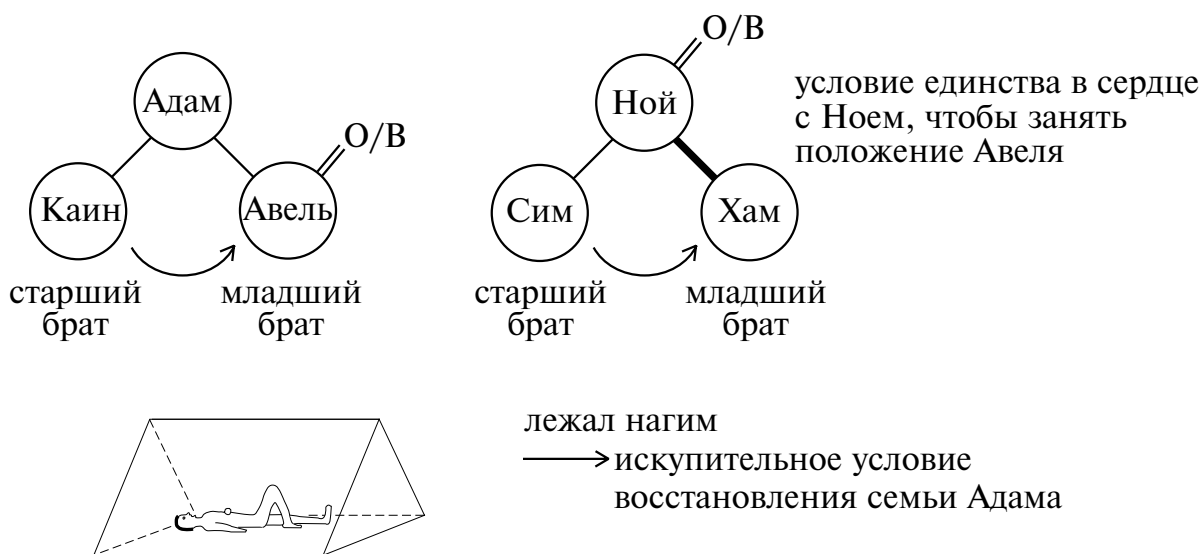 Адам
О/В
Каин
Авель
старший
брат
младший
брат
О/В
Ной
Сим
Хам
старший
брат
младший
брат
условие единства в сердце
с Ноем, чтобы занять
положение Авеля
лежал нагим
искупительное условие
восстановления семьи Адама